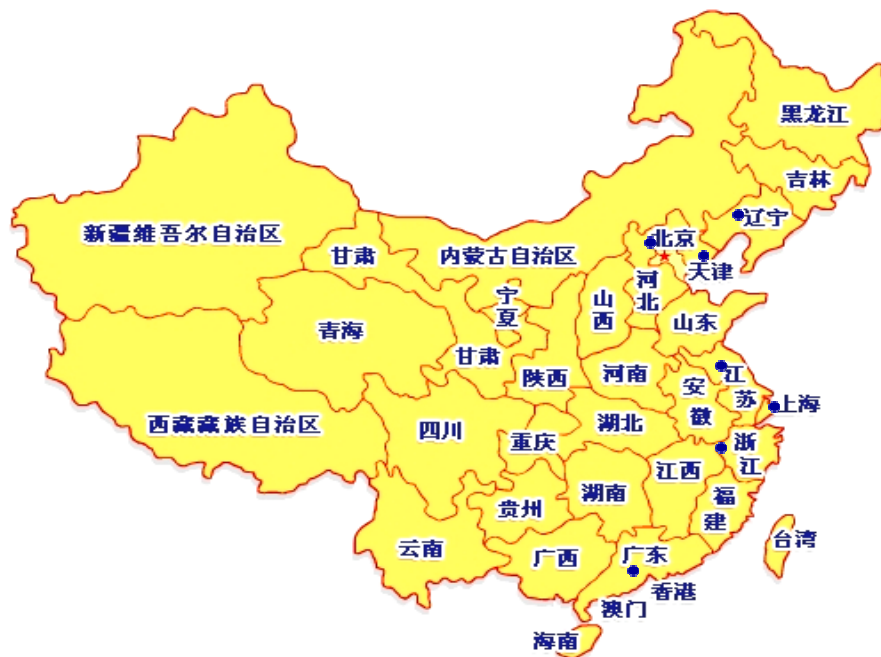 黑龙江
吉林
辽宁
新疆维吾尔自治区
甘肃
内蒙古自治区
北京
天津
宁
夏
山
西
河
北
山东
青海
甘肃
陕西
河南
安
徽
江
苏
上海
西藏藏族自治区
四川
重庆
湖北
浙
江
江西
湖南
贵州
福
建
云南
广西
广东
台湾
香港
澳门
海南